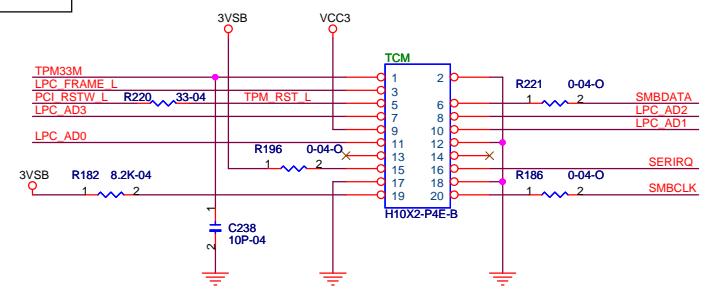 3VSB VCC3
TCM
TPM33M 1 2
LPC_FRAME_L 3 R221 0-04-O
PCI_RSTW_L R220 33-04 TPM_RST_L 5 6 1 2 SMBDATA
LPC_AD3 7 8 LPC_AD2
9 10 LPC_AD1
LPC_AD0 11 12
R196 0-04-O 13 14
1 2 15 16 SERIRQ
3VSB R182 8.2K-04 17 18 R186 0-04-O
1 2 19 20 1 2 SMBCLK
H10X2-P4E-B
1
C238
10P-04
2